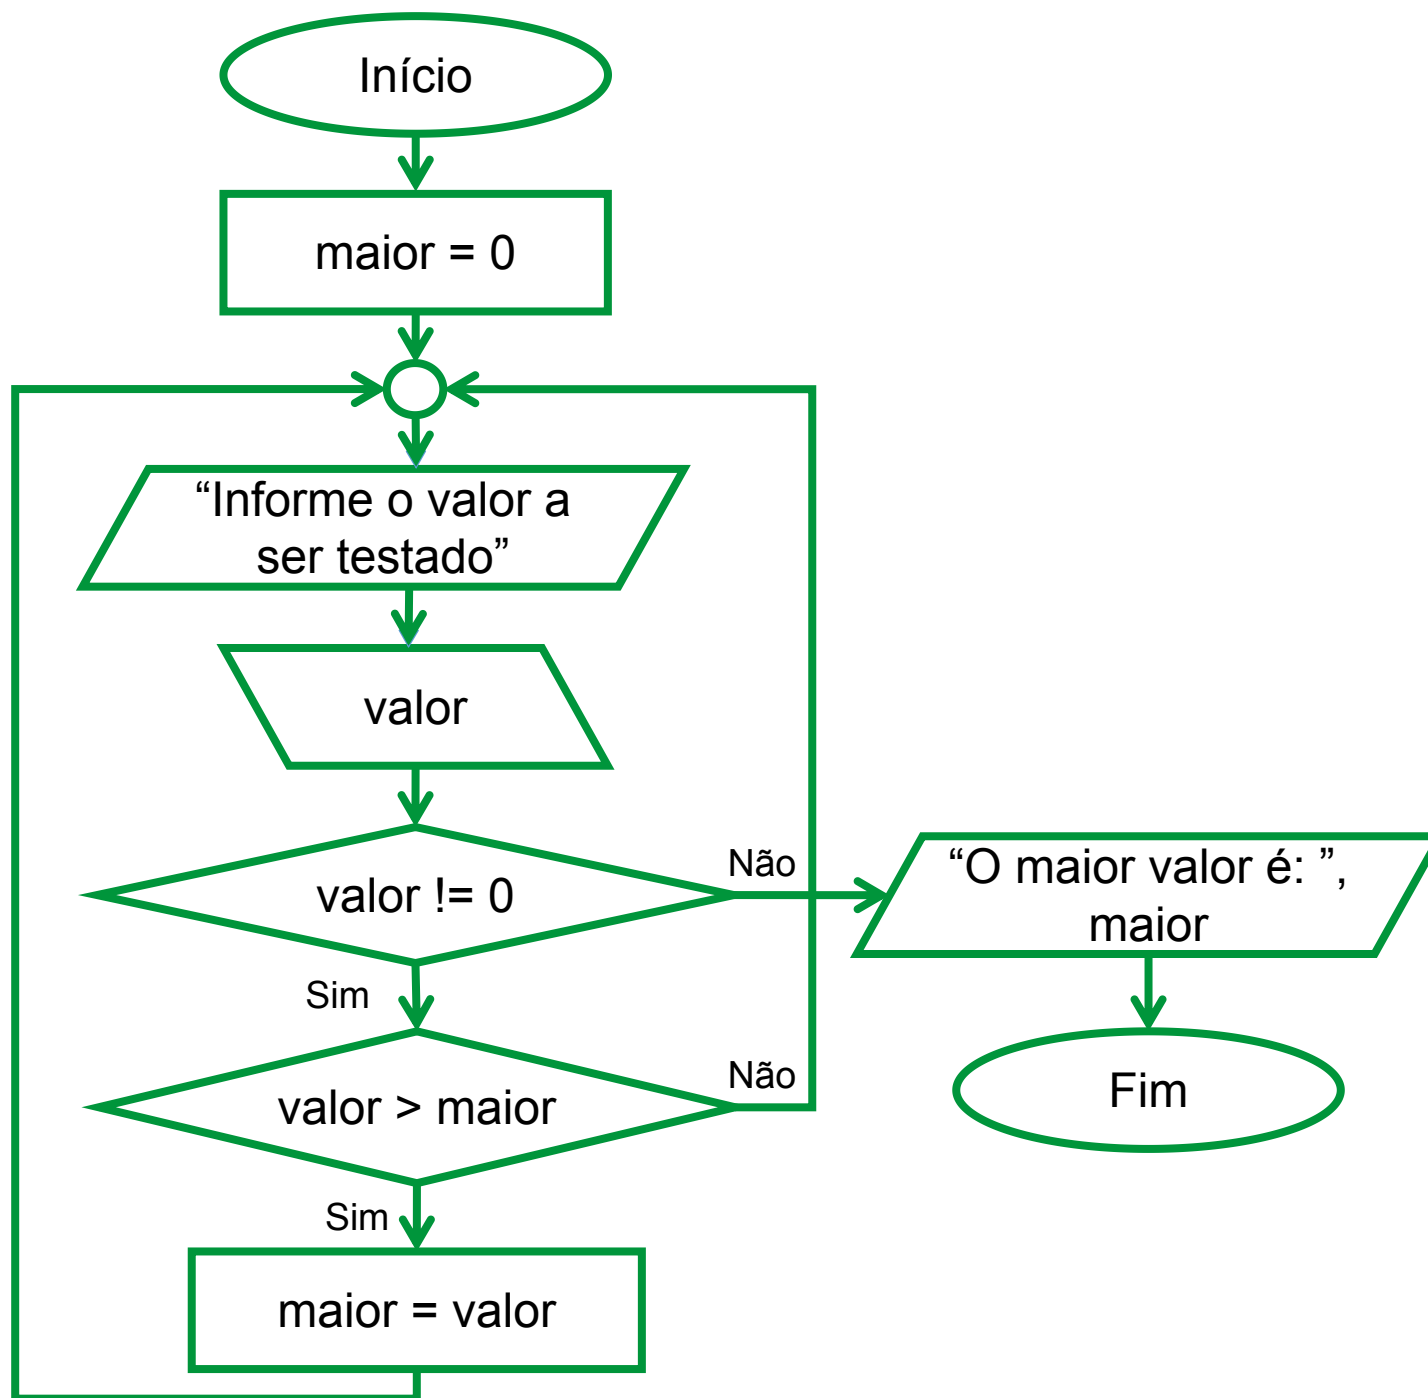 Início
maior = 0
“Informe o valor a
ser testado”
valor
valor != 0
Não
“O maior valor é: ”,
maior
Sim
valor > maior
Não
Fim
Sim
maior = valor